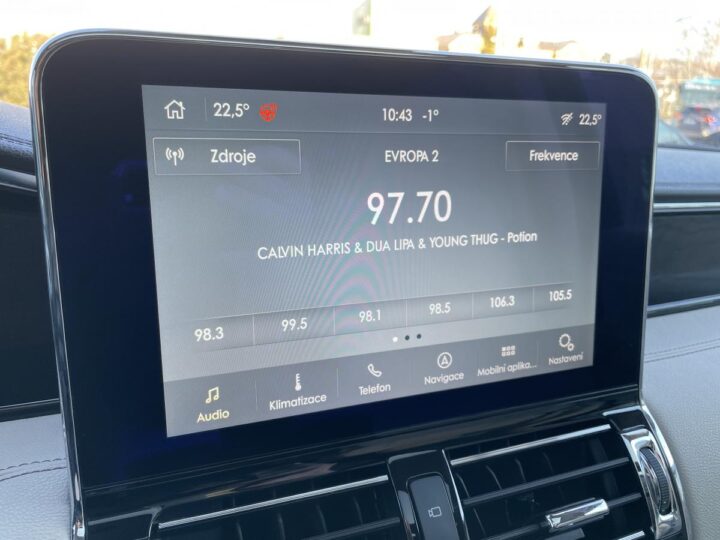 22,5° 10:43 -1° 22,5°
Zdroje EVROPA 2 Frekvence
97.70
CALVIN HARRIS & DUA LIPA & YOUNG THUG - Potion
98.3 99.5 98.1 98.5 106.3 105.5
Audio Klimatizace Telefon Navigace Mobilní aplika... Nastavení